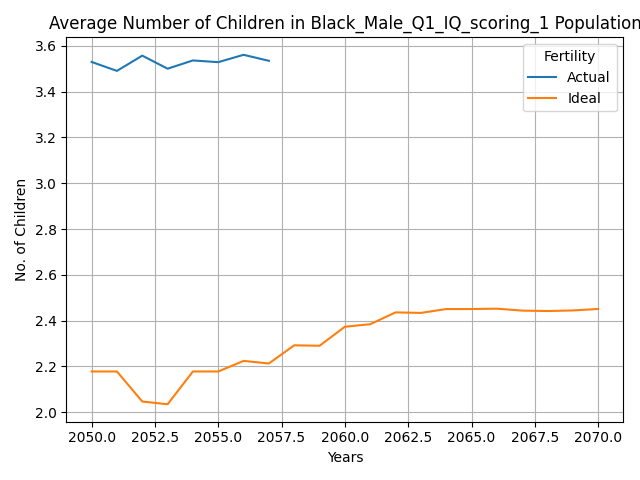 Average Number of Children in Black_Male_Q1_IQ_scoring_1 Population
Fertility
Actual
Ideal
3.6
3.4
3.2
3.0
2.8
2.6
2.4
2.2
2.0
No. of Children
2050.0 2052.5 2055.0 2057.5 2060.0 2062.5 2065.0 2067.5 2070.0
Years